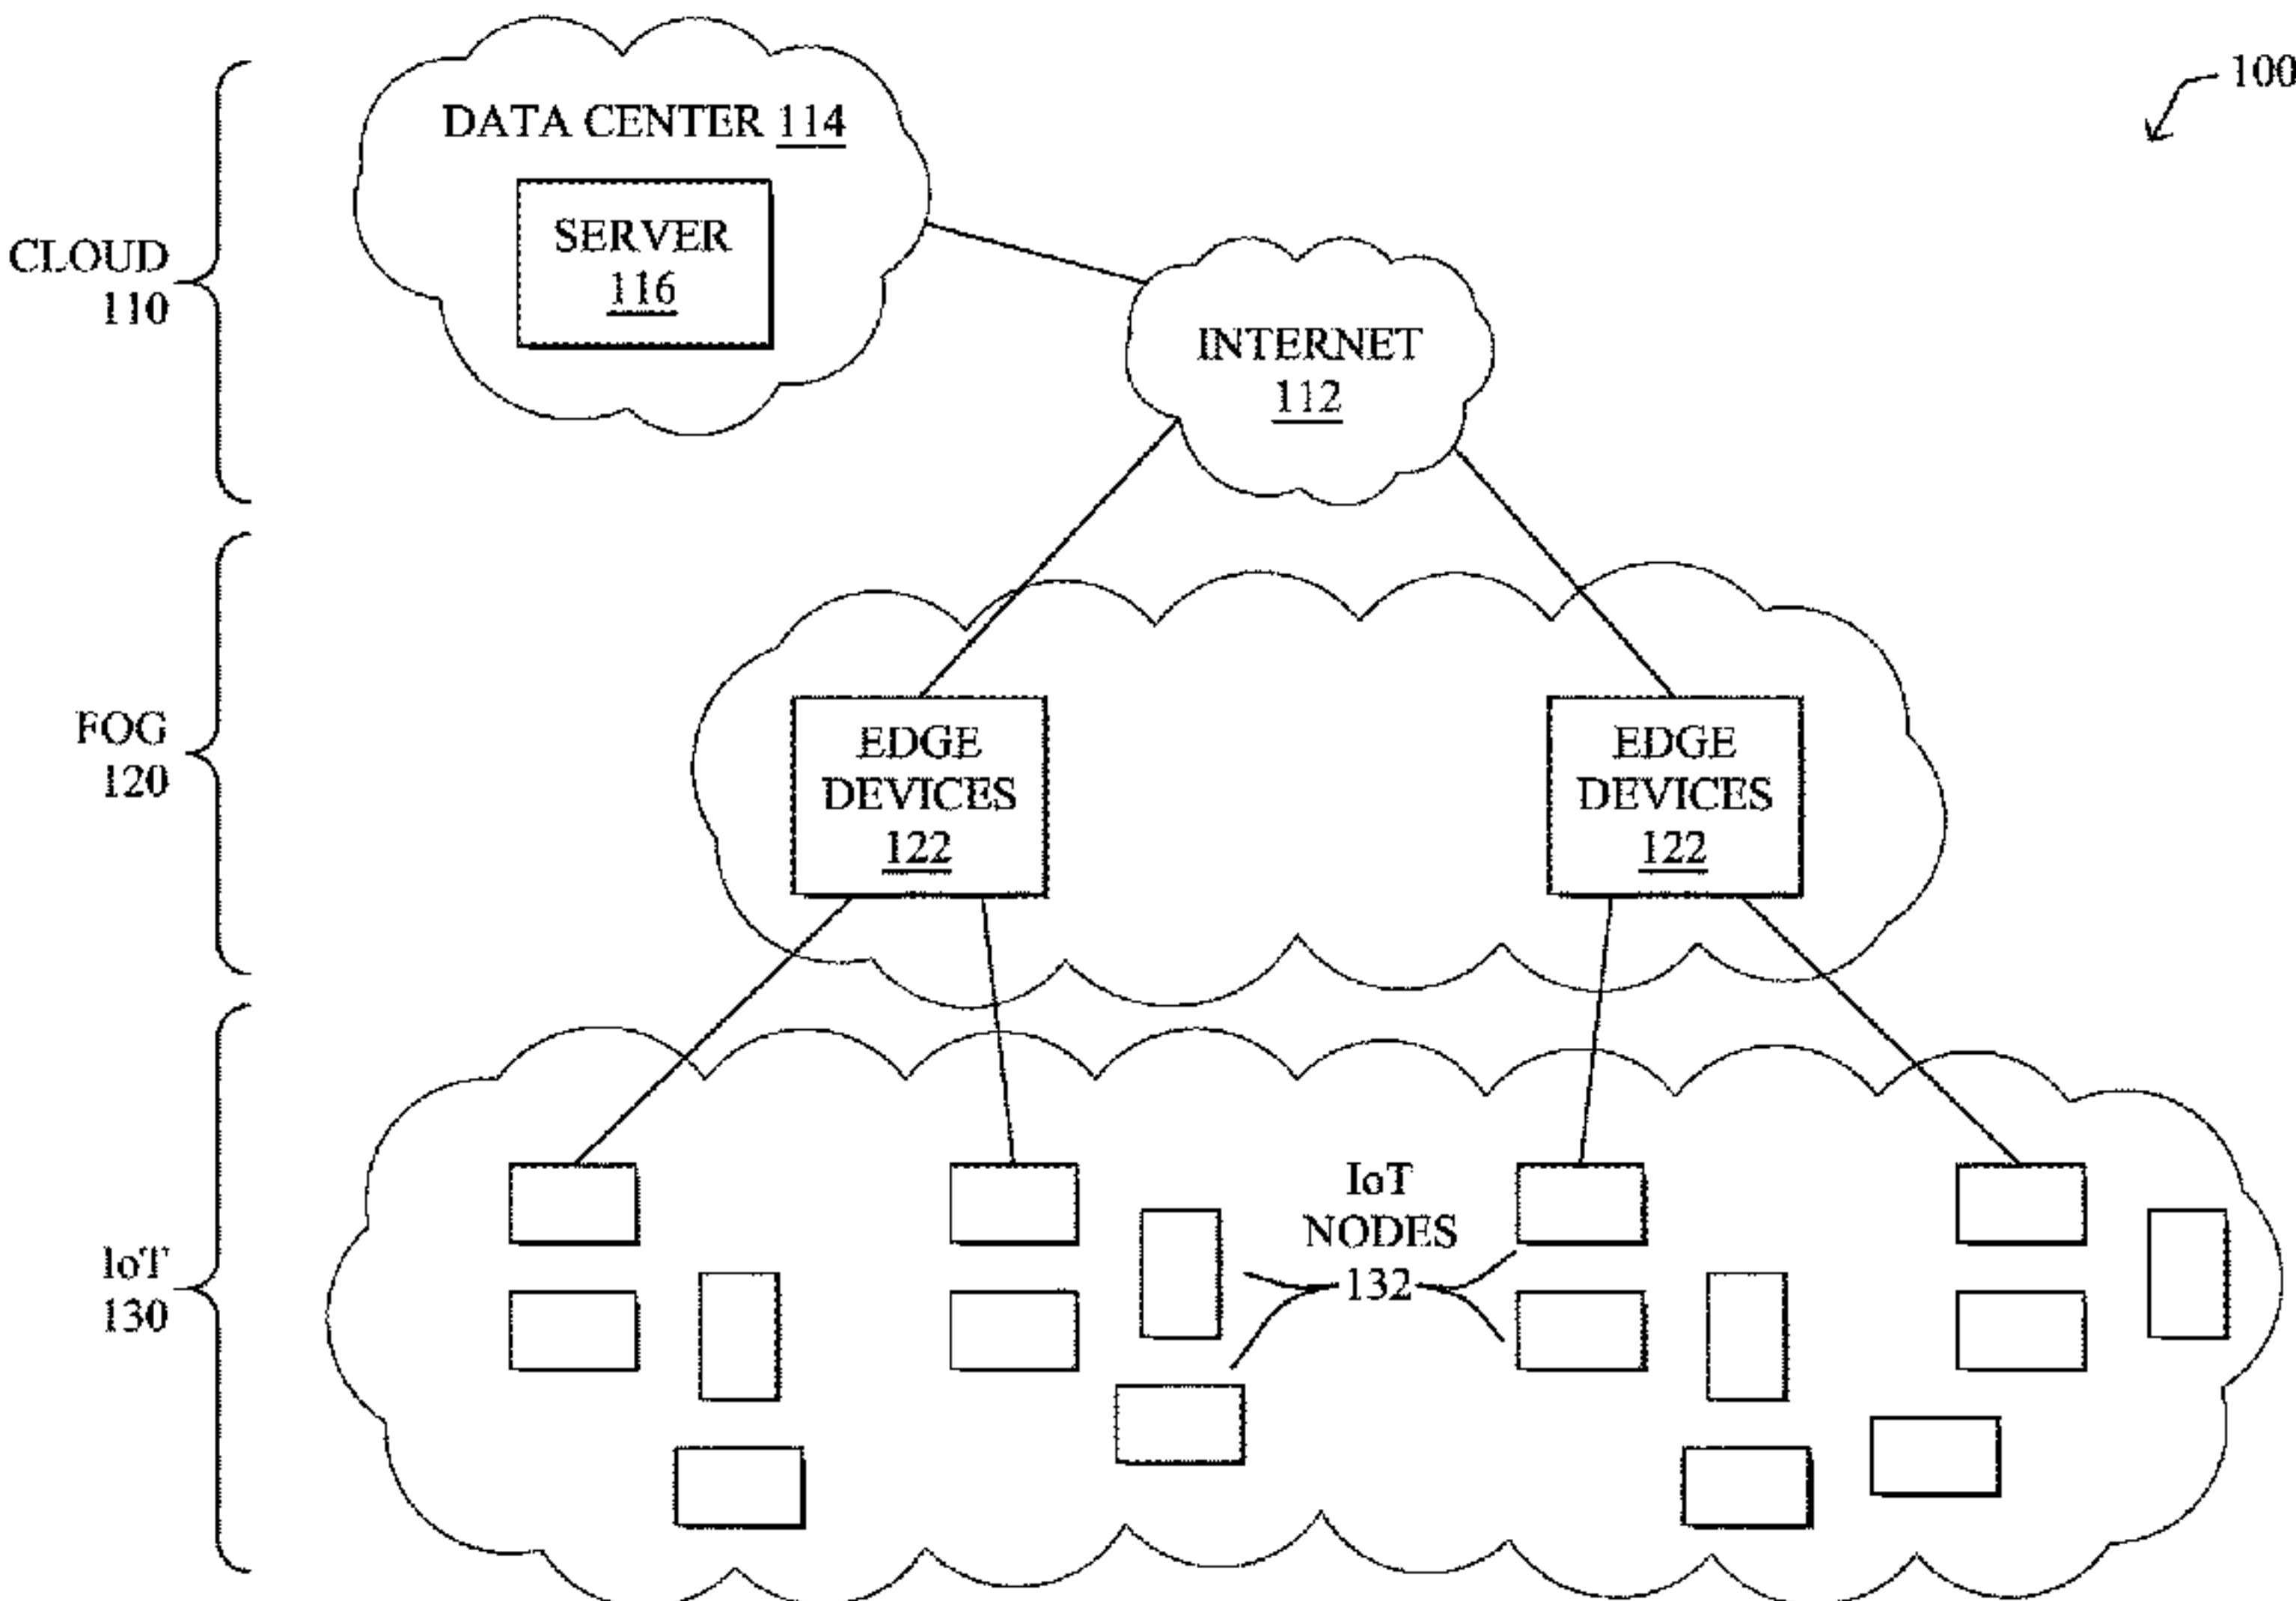 100
DATA CENTER 114
SERVER
116
CLOUD
110
INTERNET
112
FOG
120
EDGE
DEVICES
122
EDGE
DEVICES
122
IoT
130
IoT
NODES
132